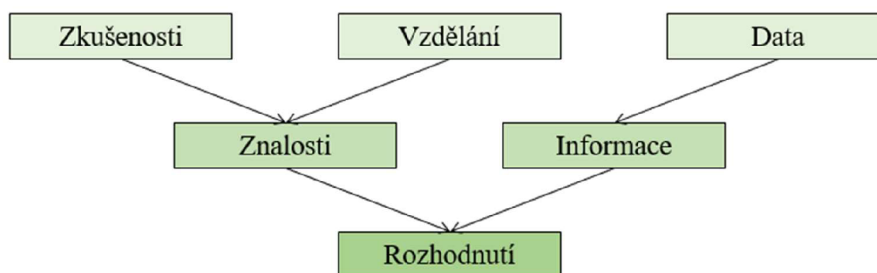 Zkušenosti
Vzdělání
Data
Znalosti
Informace
Rozhodnutí